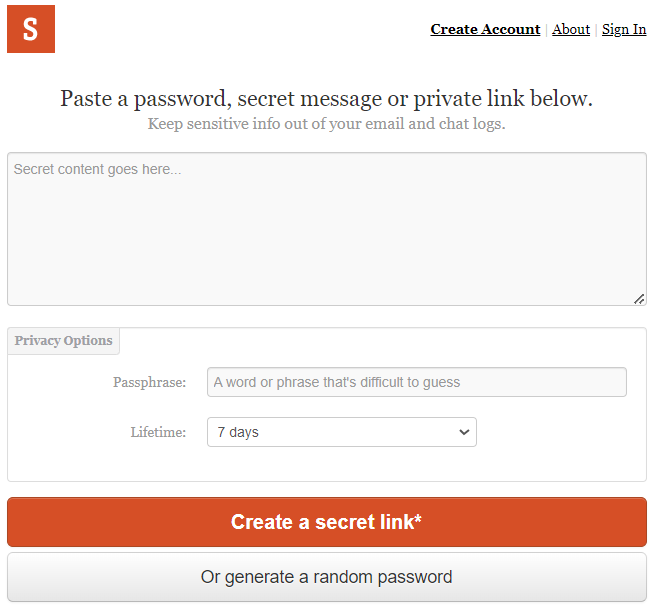 S
Create Account | About | Sign In
Paste a password, secret message or private link below.
Keep sensitive info out of your email and chat logs.
Secret content goes here...
Privacy Options
Passphrase: A word or phrase that's difficult to guess
Lifetime: 7 days
Create a secret link*
Or generate a random password